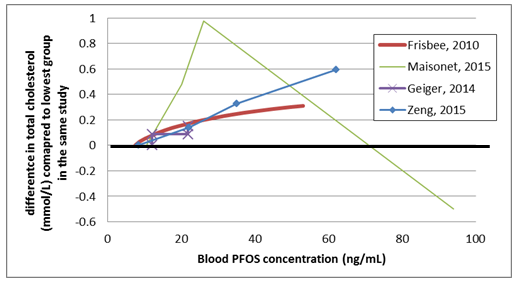 differentce in total cholesterol
(mmol/L) comapred to lowest group
in the same study
1
0.8
0.6
0.4
0.2
0
-0.2
-0.4
-0.6
0 20 40 60 80 100
Blood PFOS concentration (ng/mL)
Frisbee, 2010
Maisonet, 2015
Geiger, 2014
Zeng, 2015